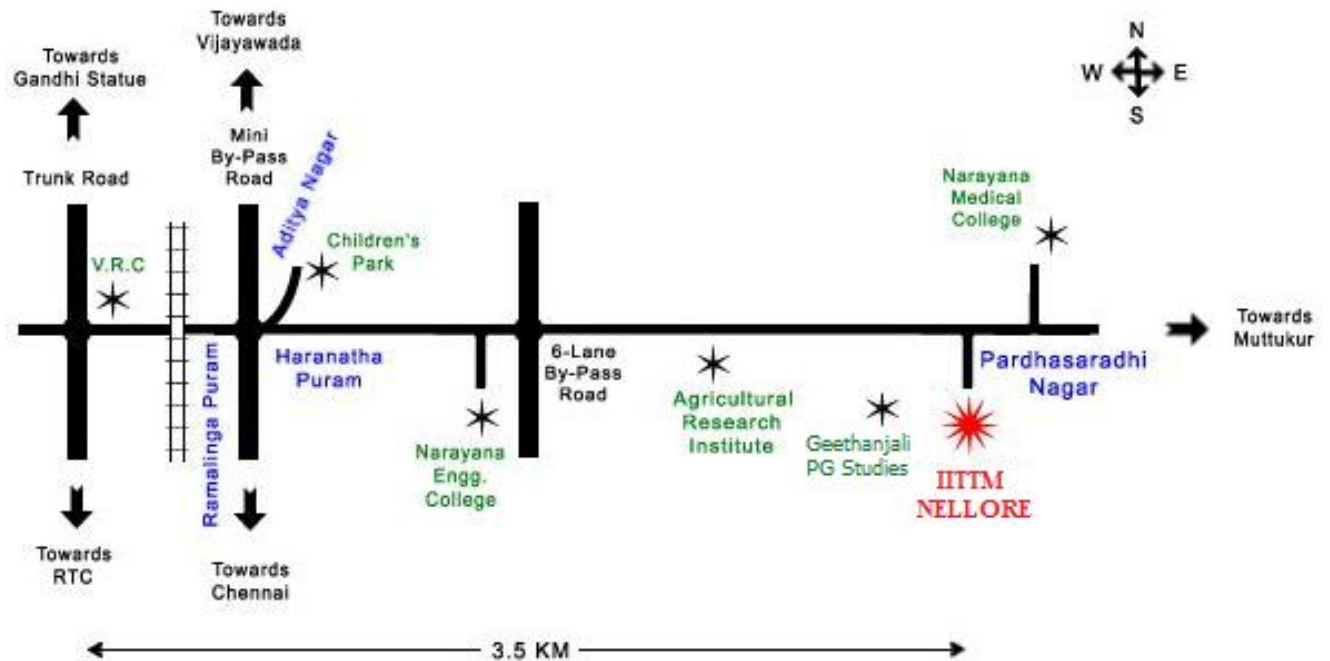 Towards
Gandhi Statue
Trunk Road
V.R.C
Towards
Vijayawada
Mini
By-Pass
Road
Aditya Nagar
Children's
Park
N
W E
S
Narayana
Medical
College
Towards
Muttukur
Ramalinga Puram
Haranatha
Puram
6-Lane
By-Pass
Road
Pardhasaradhi
Nagar
Narayana
Engg.
College
Agricultural
Research
Institute
Geethanjali
PG Studies
IITTM
NELLORE
Towards
RTC
Towards
Chennai
3.5 KM